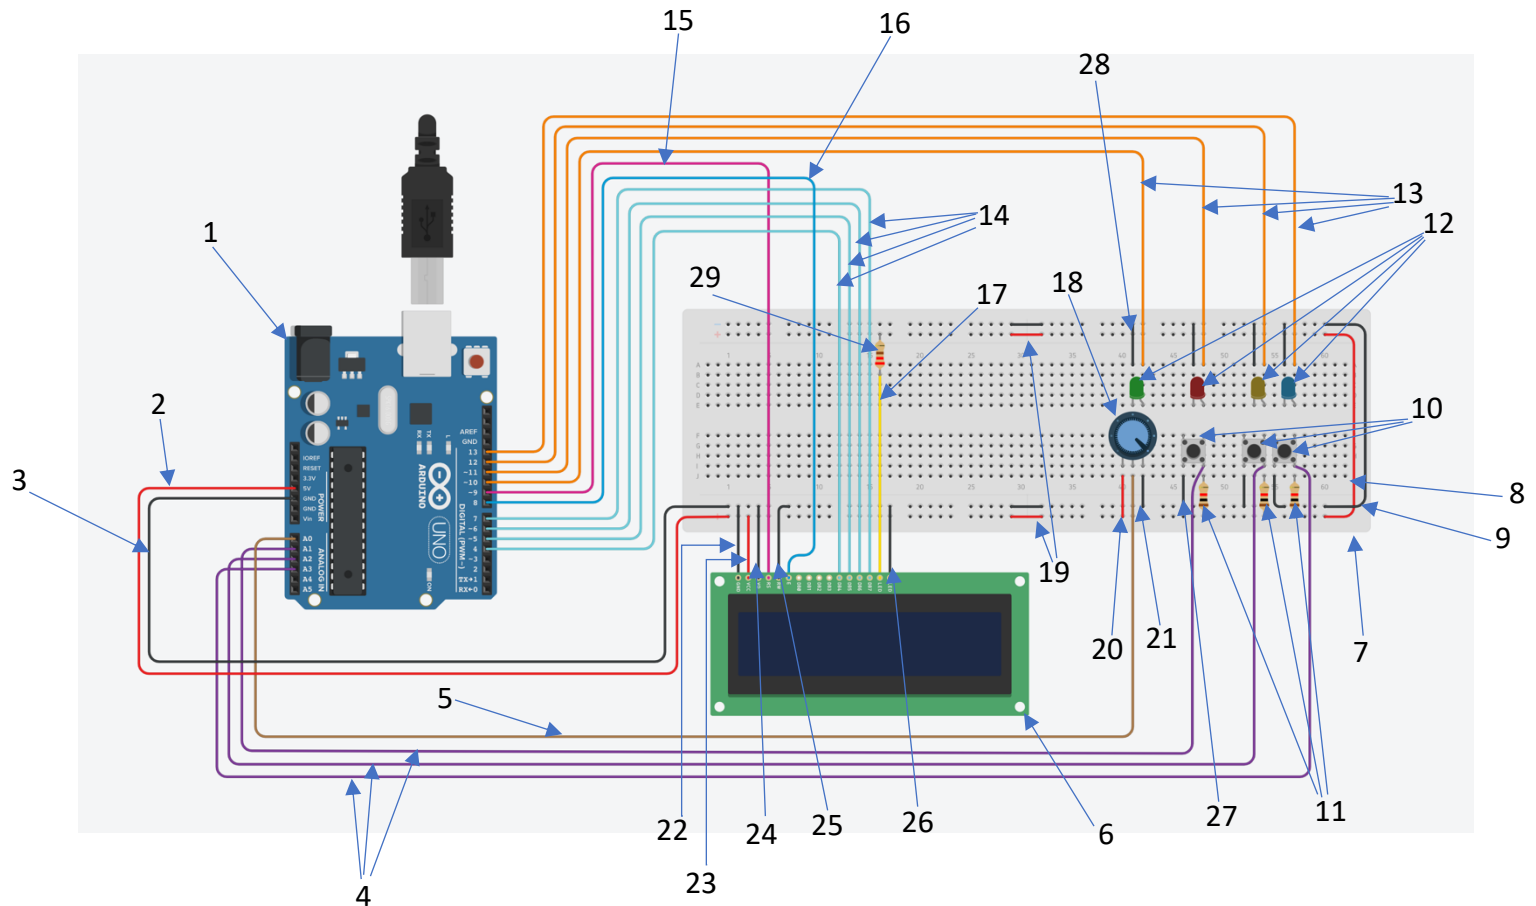 15
16
28
13
14
12
1
29
17
18
2
10
3
8
9
19
20
21
7
5
22
24
25
26
27
11
6
23
4
AREF
GND
13
12
~11
~10
~9
8
7
~6
~5
4
~3
2
TX→1
RX←0
DIGITAL (PWM~)
IOREF
RESET
3.3V
5V
GND
GND
Vin
POWER
A0
A1
A2
A3
A4
A5
ANALOG IN
TX
RX
L
ON
ARDUINO
UNO